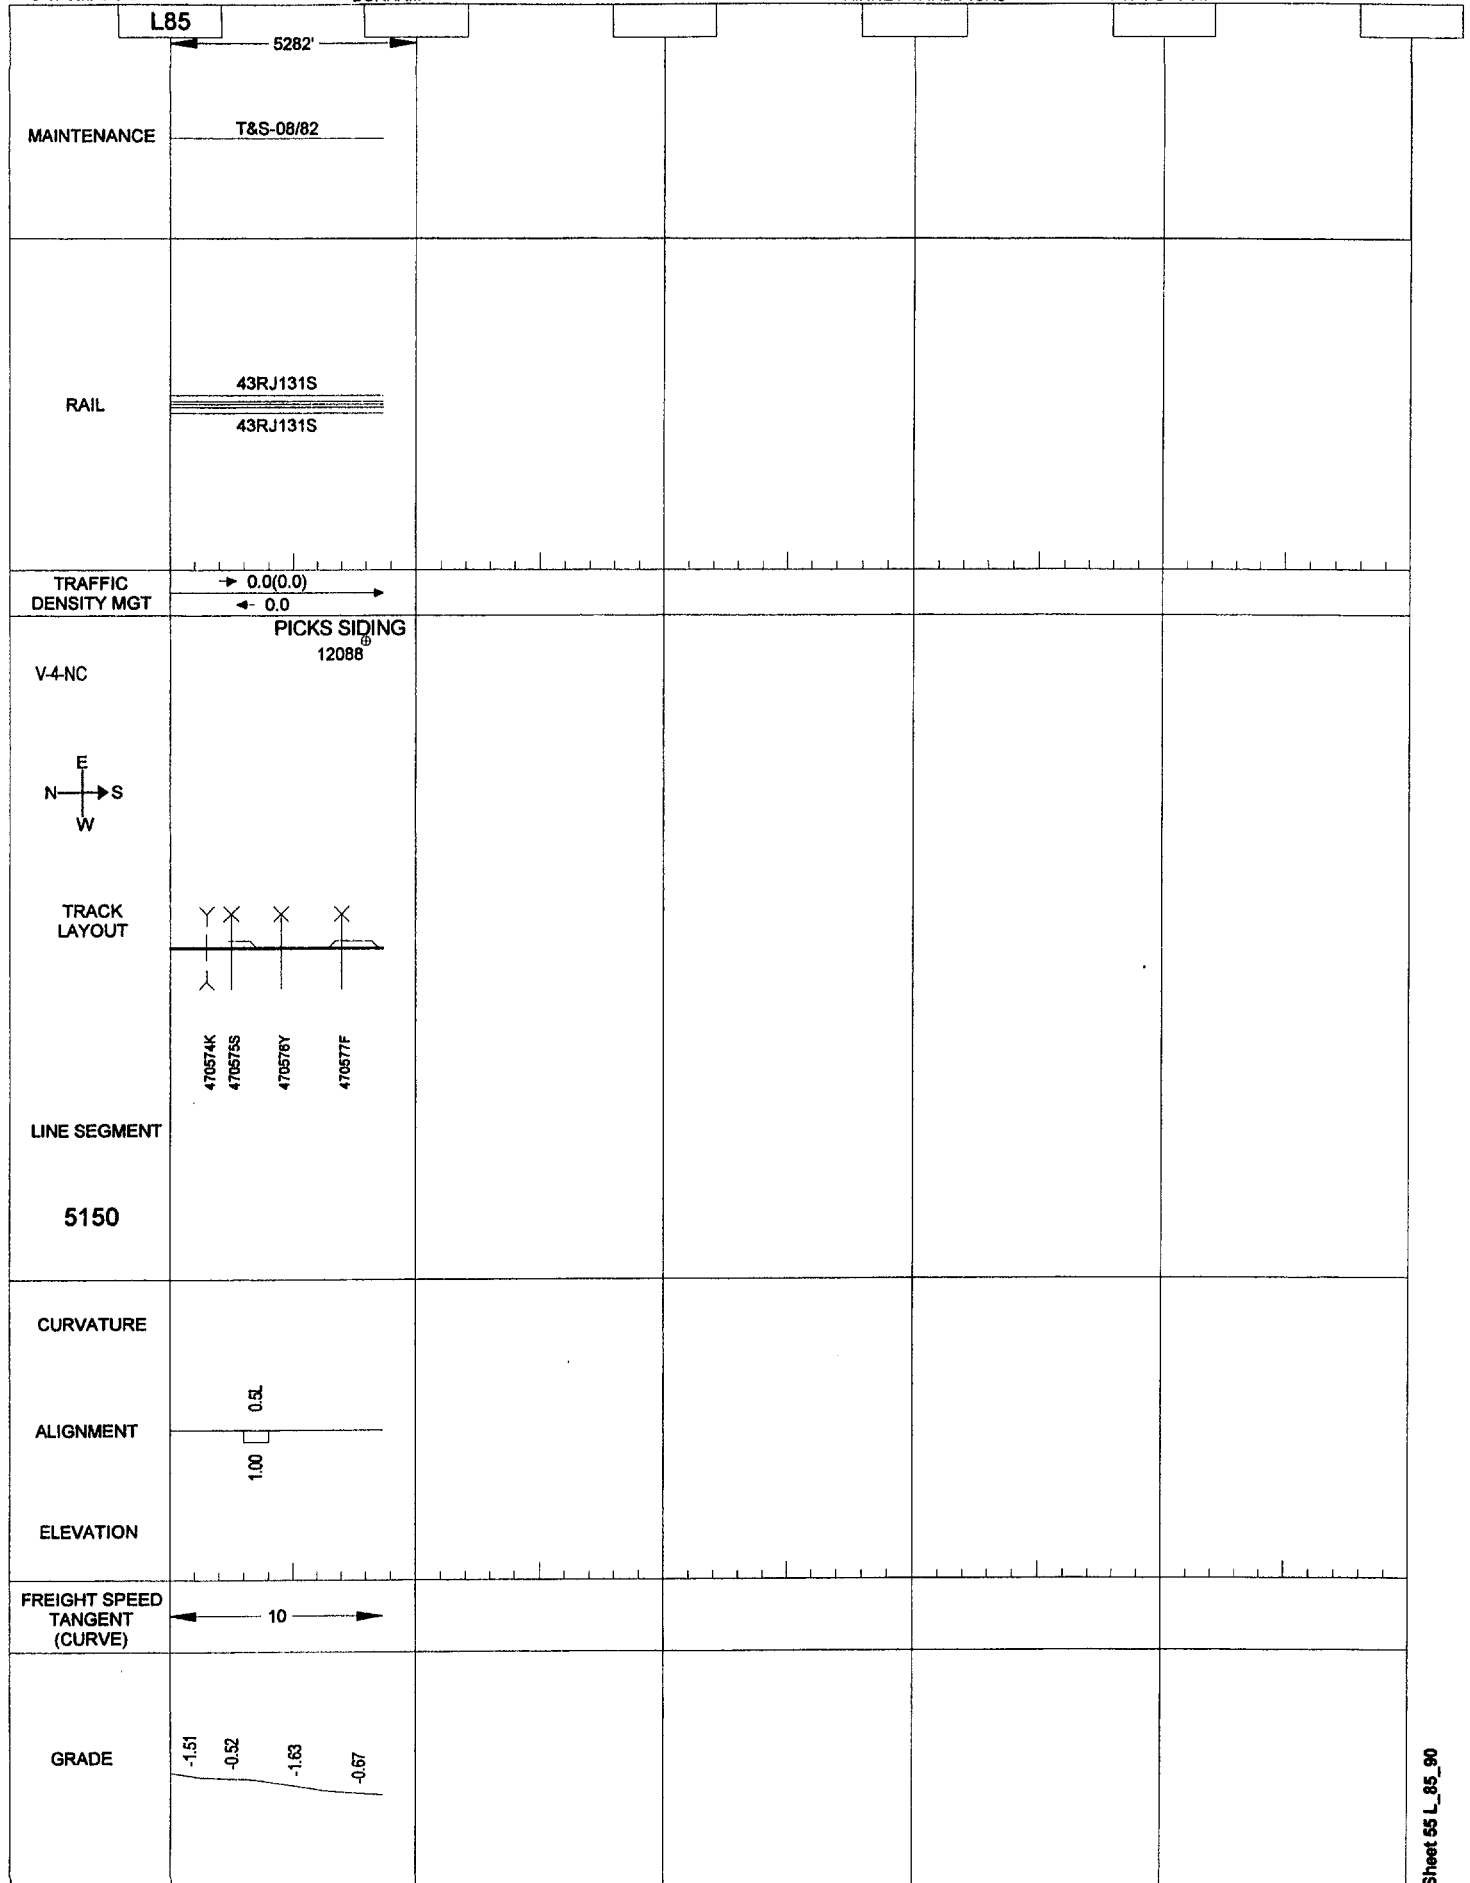 L85
5282'
MAINTENANCE
T&S-08/82
RAIL
43RJ131S
43RJ131S
TRAFFIC
DENSITY MGT
0.0(0.0)
0.0
PICKS SIDING
12088
V-4-NC
E
N S
W
TRACK
LAYOUT
470574K
470575S
470576Y
470577F
LINE SEGMENT
5150
CURVATURE
0.5L
ALIGNMENT
1.00
ELEVATION
FREIGHT SPEED
TANGENT
(CURVE)
10
GRADE
-1.51
-0.52
-1.63
-0.67
Sheet 55 L_85_90